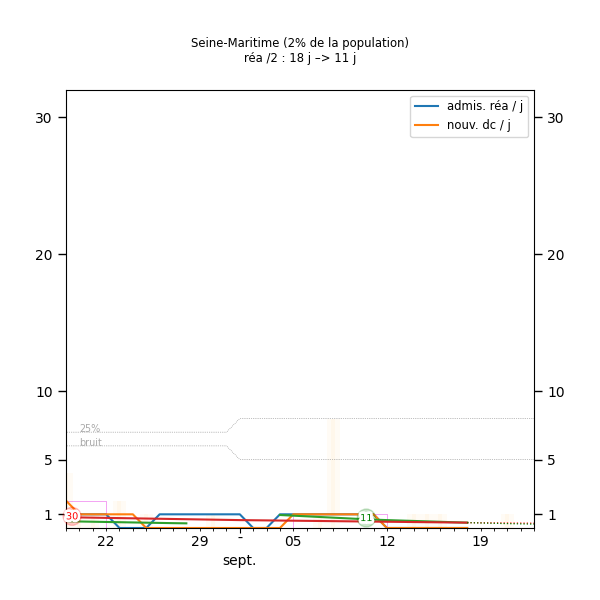 Seine-Maritime (2% de la population)
réa /2 : 18 j –> 11 j
admis. réa / j
nouv. dc / j
30 30
20 20
10 10
25%
bruit
5 5
1 1
-30 -11
22 29 - 05 12 19
sept.